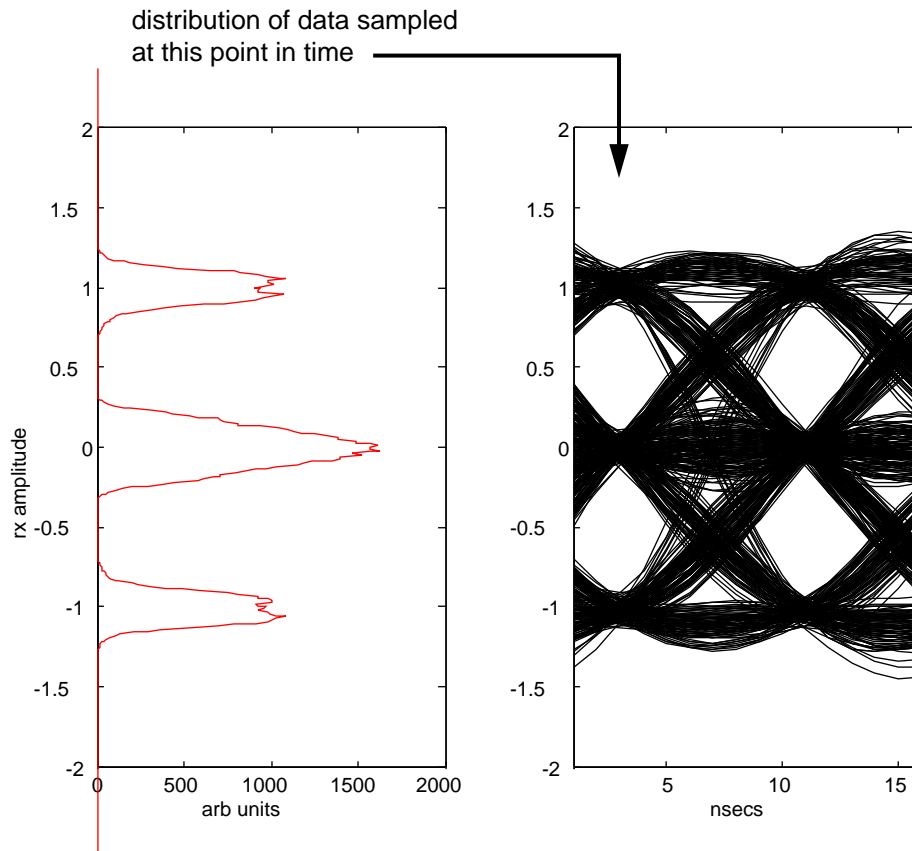 distribution of data sampled
at this point in time
2
1.5
1
0.5
0
-0.5
-1
-1.5
-2
rx amplitude
0 500 1000 1500 2000
arb units
2
1.5
1
0.5
0
-0.5
-1
-1.5
-2
5 10 15
nsecs